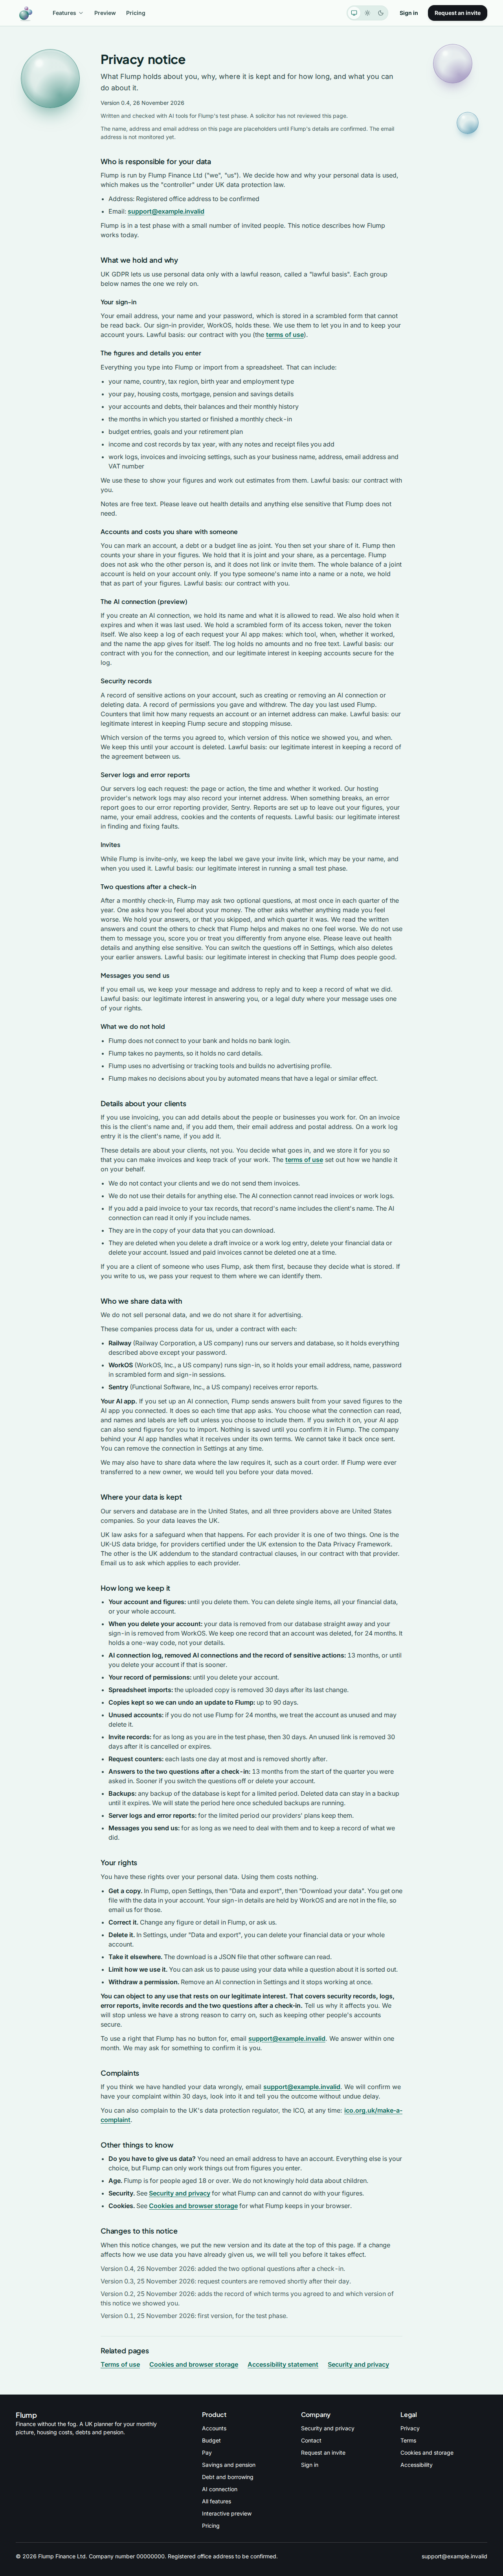 Features
Preview
Pricing
Sign in
Request an invite
Privacy notice
What Flump holds about you, why, where it is kept and for how long, and what you can
do about it.
Version 0.4, 26 November 2026
Written and checked with AI tools for Flump's test phase. A solicitor has not reviewed this page.
The name, address and email address on this page are placeholders until Flump's details are confirmed. The email
address is not monitored yet.
Who is responsible for your data
Flump is run by Flump Finance Ltd ("we", "us"). We decide how and why your personal data is used,
which makes us the "controller" under UK data protection law.
• Address: Registered office address to be confirmed
• Email: support@example.invalid
Flump is in a test phase with a small number of invited people. This notice describes how Flump
works today.
What we hold and why
UK GDPR lets us use personal data only with a lawful reason, called a "lawful basis". Each group
below names the one we rely on.
Your sign-in
Your email address, your name and your password, which is stored in a scrambled form that cannot
be read back. Our sign-in provider, WorkOS, holds these. We use them to let you in and to keep your
account yours. Lawful basis: our contract with you (the terms of use).
The figures and details you enter
Everything you type into Flump or import from a spreadsheet. That can include:
• your name, country, tax region, birth year and employment type
• your pay, housing costs, mortgage, pension and savings details
• your accounts and debts, their balances and their monthly history
• the months in which you started or finished a monthly check-in
• budget entries, goals and your retirement plan
• income and cost records by tax year, with any notes and receipt files you add
• work logs, invoices and invoicing settings, such as your business name, address, email address and
VAT number
We use these to show your figures and work out estimates from them. Lawful basis: our contract with
you.
Notes are free text. Please leave out health details and anything else sensitive that Flump does not
need.
Accounts and costs you share with someone
You can mark an account, a debt or a budget line as joint. You then set your share of it. Flump then
counts your share in your figures. We hold that it is joint and your share, as a percentage. Flump
does not ask who the other person is, and it does not link or invite them. The whole balance of a joint
account is held on your account only. If you type someone's name into a name or a note, we hold
that as part of your figures. Lawful basis: our contract with you.
The AI connection (preview)
If you create an AI connection, we hold its name and what it is allowed to read. We also hold when it
expires and when it was last used. We hold a scrambled form of its access token, never the token
itself. We also keep a log of each request your AI app makes: which tool, when, whether it worked,
and the name the app gives for itself. The log holds no amounts and no free text. Lawful basis: our
contract with you for the connection, and our legitimate interest in keeping accounts secure for the
log.
Security records
A record of sensitive actions on your account, such as creating or removing an AI connection or
deleting data. A record of permissions you gave and withdrew. The day you last used Flump.
Counters that limit how many requests an account or an internet address can make. Lawful basis: our
legitimate interest in keeping Flump secure and stopping misuse.
Which version of the terms you agreed to, which version of this notice we showed you, and when.
We keep this until your account is deleted. Lawful basis: our legitimate interest in keeping a record of
the agreement between us.
Server logs and error reports
Our servers log each request: the page or action, the time and whether it worked. Our hosting
provider's network logs may also record your internet address. When something breaks, an error
report goes to our error reporting provider, Sentry. Reports are set up to leave out your figures, your
name, your email address, cookies and the contents of requests. Lawful basis: our legitimate interest
in finding and fixing faults.
Invites
While Flump is invite-only, we keep the label we gave your invite link, which may be your name, and
when you used it. Lawful basis: our legitimate interest in running a small test phase.
Two questions after a check-in
After a monthly check-in, Flump may ask two optional questions, at most once in each quarter of the
year. One asks how you feel about your money. The other asks whether anything made you feel
worse. We hold your answers, or that you skipped, and which quarter it was. We read the written
answers and count the others to check that Flump helps and makes no one feel worse. We do not use
them to message you, score you or treat you differently from anyone else. Please leave out health
details and anything else sensitive. You can switch the questions off in Settings, which also deletes
your earlier answers. Lawful basis: our legitimate interest in checking that Flump does people good.
Messages you send us
If you email us, we keep your message and address to reply and to keep a record of what we did.
Lawful basis: our legitimate interest in answering you, or a legal duty where your message uses one
of your rights.
What we do not hold
• Flump does not connect to your bank and holds no bank login.
• Flump takes no payments, so it holds no card details.
• Flump uses no advertising or tracking tools and builds no advertising profile.
• Flump makes no decisions about you by automated means that have a legal or similar effect.
Details about your clients
If you use invoicing, you can add details about the people or businesses you work for. On an invoice
this is the client's name and, if you add them, their email address and postal address. On a work log
entry it is the client's name, if you add it.
These details are about your clients, not you. You decide what goes in, and we store it for you so
that you can make invoices and keep track of your work. The terms of use set out how we handle it
on your behalf.
• We do not contact your clients and we do not send them invoices.
• We do not use their details for anything else. The AI connection cannot read invoices or work logs.
• If you add a paid invoice to your tax records, that record's name includes the client's name. The AI
connection can read it only if you include names.
• They are in the copy of your data that you can download.
• They are deleted when you delete a draft invoice or a work log entry, delete your financial data or
delete your account. Issued and paid invoices cannot be deleted one at a time.
If you are a client of someone who uses Flump, ask them first, because they decide what is stored. If
you write to us, we pass your request to them where we can identify them.
Who we share data with
We do not sell personal data, and we do not share it for advertising.
These companies process data for us, under a contract with each:
• Railway (Railway Corporation, a US company) runs our servers and database, so it holds everything
described above except your password.
• WorkOS (WorkOS, Inc., a US company) runs sign-in, so it holds your email address, name, password
in scrambled form and sign-in sessions.
• Sentry (Functional Software, Inc., a US company) receives error reports.
Your AI app. If you set up an AI connection, Flump sends answers built from your saved figures to the
AI app you connected. It does so each time that app asks. You choose what the connection can read,
and names and labels are left out unless you choose to include them. If you switch it on, your AI app
can also send figures for you to import. Nothing is saved until you confirm it in Flump. The company
behind your AI app handles what it receives under its own terms. We cannot take it back once sent.
You can remove the connection in Settings at any time.
We may also have to share data where the law requires it, such as a court order. If Flump were ever
transferred to a new owner, we would tell you before your data moved.
Where your data is kept
Our servers and database are in the United States, and all three providers above are United States
companies. So your data leaves the UK.
UK law asks for a safeguard when that happens. For each provider it is one of two things. One is the
UK-US data bridge, for providers certified under the UK extension to the Data Privacy Framework.
The other is the UK addendum to the standard contractual clauses, in our contract with that provider.
Email us to ask which applies to each provider.
How long we keep it
• Your account and figures: until you delete them. You can delete single items, all your financial data,
or your whole account.
• When you delete your account: your data is removed from our database straight away and your
sign-in is removed from WorkOS. We keep one record that an account was deleted, for 24 months. It
holds a one-way code, not your details.
• AI connection log, removed AI connections and the record of sensitive actions: 13 months, or until
you delete your account if that is sooner.
• Your record of permissions: until you delete your account.
• Spreadsheet imports: the uploaded copy is removed 30 days after its last change.
• Copies kept so we can undo an update to Flump: up to 90 days.
• Unused accounts: if you do not use Flump for 24 months, we treat the account as unused and may
delete it.
• Invite records: for as long as you are in the test phase, then 30 days. An unused link is removed 30
days after it is cancelled or expires.
• Request counters: each lasts one day at most and is removed shortly after.
• Answers to the two questions after a check-in: 13 months from the start of the quarter you were
asked in. Sooner if you switch the questions off or delete your account.
• Backups: any backup of the database is kept for a limited period. Deleted data can stay in a backup
until it expires. We will state the period here once scheduled backups are running.
• Server logs and error reports: for the limited period our providers' plans keep them.
• Messages you send us: for as long as we need to deal with them and to keep a record of what we
did.
Your rights
You have these rights over your personal data. Using them costs nothing.
• Get a copy. In Flump, open Settings, then "Data and export", then "Download your data". You get one
file with the data in your account. Your sign-in details are held by WorkOS and are not in the file, so
email us for those.
• Correct it. Change any figure or detail in Flump, or ask us.
• Delete it. In Settings, under "Data and export", you can delete your financial data or your whole
account.
• Take it elsewhere. The download is a JSON file that other software can read.
• Limit how we use it. You can ask us to pause using your data while a question about it is sorted out.
• Withdraw a permission. Remove an AI connection in Settings and it stops working at once.
You can object to any use that rests on our legitimate interest. That covers security records, logs,
error reports, invite records and the two questions after a check-in. Tell us why it affects you. We
will stop unless we have a strong reason to carry on, such as keeping other people's accounts
secure.
To use a right that Flump has no button for, email support@example.invalid. We answer within one
month. We may ask for something to confirm it is you.
Complaints
If you think we have handled your data wrongly, email support@example.invalid. We will confirm we
have your complaint within 30 days, look into it and tell you the outcome without undue delay.
You can also complain to the UK's data protection regulator, the ICO, at any time: ico.org.uk/make-a-
complaint.
Other things to know
• Do you have to give us data? You need an email address to have an account. Everything else is your
choice, but Flump can only work things out from figures you enter.
• Age. Flump is for people aged 18 or over. We do not knowingly hold data about children.
• Security. See Security and privacy for what Flump can and cannot do with your figures.
• Cookies. See Cookies and browser storage for what Flump keeps in your browser.
Changes to this notice
When this notice changes, we put the new version and its date at the top of this page. If a change
affects how we use data you have already given us, we will tell you before it takes effect.
Version 0.4, 26 November 2026: added the two optional questions after a check-in.
Version 0.3, 25 November 2026: request counters are removed shortly after their day.
Version 0.2, 25 November 2026: adds the record of which terms you agreed to and which version of
this notice we showed you.
Version 0.1, 25 November 2026: first version, for the test phase.
Related pages
Terms of use
Cookies and browser storage
Accessibility statement
Security and privacy
Flump
Finance without the fog. A UK planner for your monthly
picture, housing costs, debts and pension.
Product
Accounts
Budget
Pay
Savings and pension
Debt and borrowing
AI connection
All features
Interactive preview
Pricing
Company
Security and privacy
Contact
Request an invite
Sign in
Legal
Privacy
Terms
Cookies and storage
Accessibility
© 2026 Flump Finance Ltd. Company number 00000000. Registered office address to be confirmed.
support@example.invalid